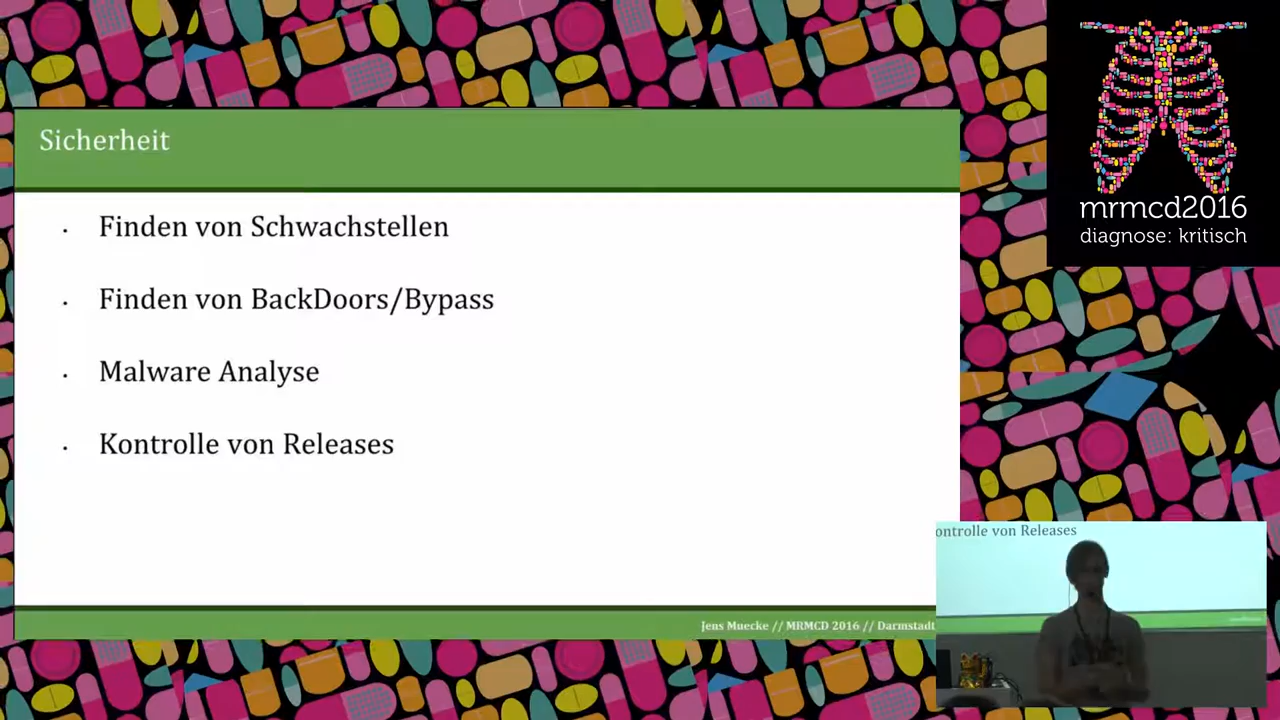 Sicherheit
Finden von Schwachstellen
Finden von BackDoors/Bypass
Malware Analyse
Kontrolle von Releases
Jens Muecke // MRMCD 2016 // Darmstadt
mrmcd2016
diagnose: kritisch
ontrolle von Releases